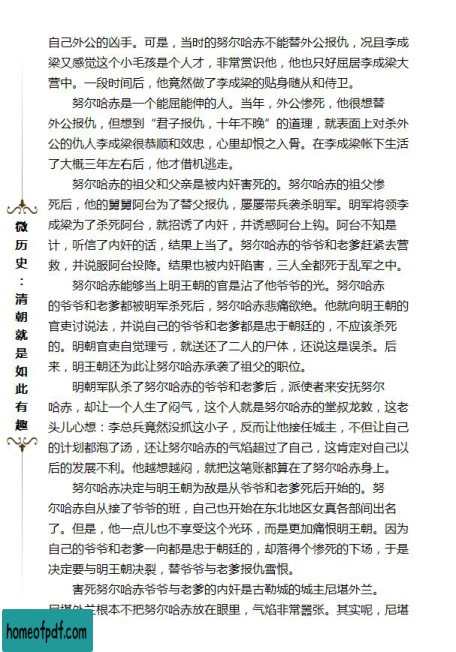 自己外公的凶手。可是，当时的努尔哈赤不能替外公报仇，况且李成
梁又感觉这个小毛孩是个人才，非常赏识他，他也只好屈居李成梁大
营中。一段时间后，他竟然做了李成梁的贴身随从和侍卫。
努尔哈赤是一个能屈能伸的人。当年，外公惨死，他很想替
外公报仇，但想到“君子报仇，十年不晚”的道理，就表面上对杀外
公的仇人李成梁很恭顺和效忠，心里却恨之入骨。在李成梁帐下生活
了大概三年左右后，他才借机逃走。
努尔哈赤的祖父和父亲是被内奸害死的。努尔哈赤的祖父惨
死后，他的舅舅阿台为了替父报仇，屡屡带兵袭杀明军。明军将领李
成梁为了杀死阿台，就招诱了内奸，并诱惑阿台上钩。阿台不知是
计，听信了内奸的话，结果上当了。努尔哈赤的爷爷和老爹赶紧去营
救，并说服阿台投降。结果也被内奸陷害，三人全都死于乱军之中。
努尔哈赤能够当上明王朝的官是沾了他爷爷的光。努尔哈赤
的爷爷和老爹都被明军杀死后，努尔哈赤悲痛欲绝。他就向明王朝的
官吏讨说法，并说自己的爷爷和老爹都是忠于朝廷的，不应该杀死
的。明朝官吏自觉理亏，就送还了二人的尸体，还说这是误杀。后
来，明王朝还为此让努尔哈赤承袭了祖父的职位。
明朝军队杀了努尔哈赤的爷爷和老爹后，派使者来安抚努尔
哈赤，却让一个人生了闷气，这个人就是努尔哈赤的堂叔龙敦，这老
头儿心想：李总兵竟然没抓这小子，反而让他接任城主，不但让自己
的计划都泡了汤，还让努尔哈赤的气焰超过了自己，这肯定对自己以
后的发展不利。他越想越闷，就把这笔账都算在了努尔哈赤身上。
努尔哈赤决定与明王朝为敌是从爷爷和老爹死后开始的。努
尔哈赤自从接了爷爷的班，自己也开始在东北地区女真各部间出名
了。但是，他一点儿也不享受这个光环，而是更加痛恨明王朝。因为
自己的爷爷和老爹一向都是忠于朝廷的，却落得个惨死的下场，于是
决定要与明王朝决裂，替爷爷与老爹报仇雪恨。
害死努尔哈赤爷爷与老爹的内奸是古勒城的城主尼堪外兰。
尼堪外兰根本不把努尔哈赤放在眼里，气焰非常嚣张。其实呢，尼堪
微历史：清朝就是如此有趣
homeofpdf.com